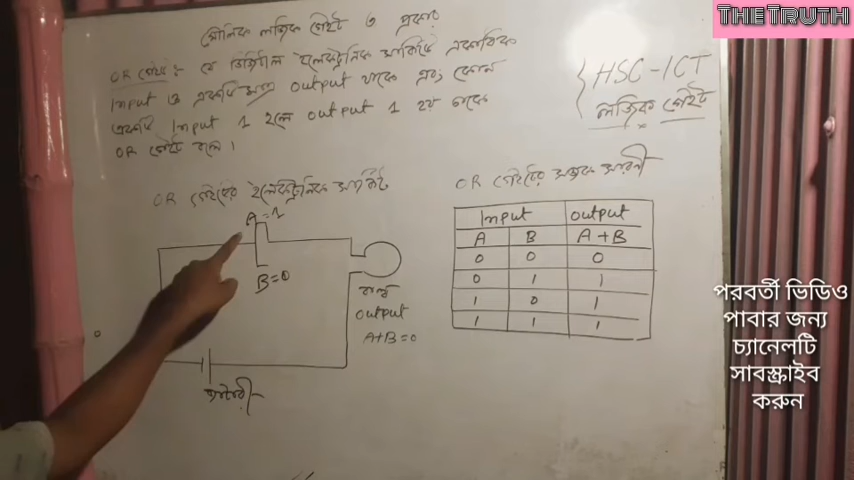 THE TRUTH
মৌলিক লজিক গেইট ৩ প্রকার
OR গেইট :- যে ডিজিটাল ইলেকট্রনিক সার্কিটে একাধিক
Input ও একটি মাত্র output থাকে এবং কোন
একটি Input 1 হলে output 1 হয় তাকে
OR গেইট বলে।
HSC-ICT
লজিক গেইট
OR গেইটের ইলেকট্রনিক সার্কিট
A=1
B=0
বাল্ব
output
A+B=0
ব্যাটারী
OR গেইটের সত্যক সারণী
Input output
A B A+B
0 0 0
0 1 1
1 0 1
1 1 1
পরবর্তী ভিডিও
পাবার জন্য
চ্যানেলটি
সাবস্ক্রাইব
করুন